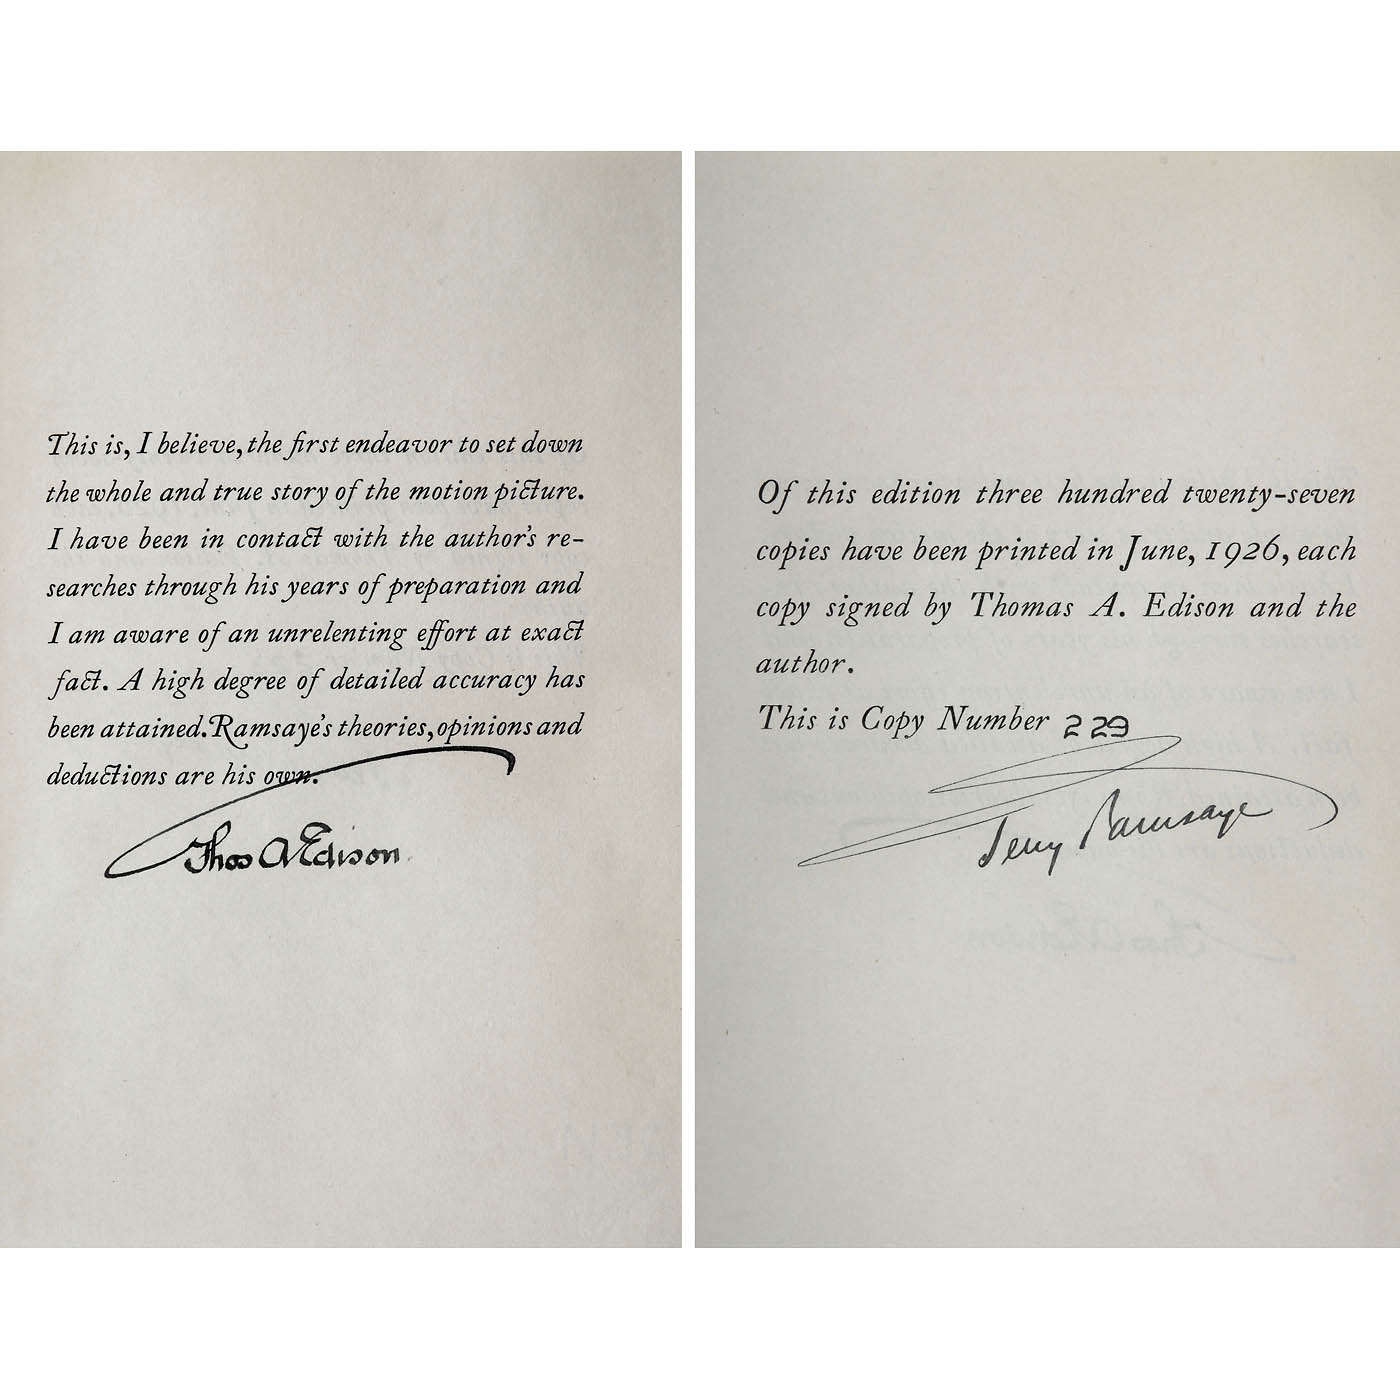 This is, I believe, the first endeavor to set down
the whole and true story of the motion picture.
I have been in contact with the author's re-
searches through his years of preparation and
I am aware of an unrelenting effort at exact
fact. A high degree of detailed accuracy has
been attained. Ramsaye's theories, opinions and
deductions are his own.
Thos A Edison
Of this edition three hundred twenty-seven
copies have been printed in June, 1926, each
copy signed by Thomas A. Edison and the
author.
This is Copy Number 229
Terry Ramsaye